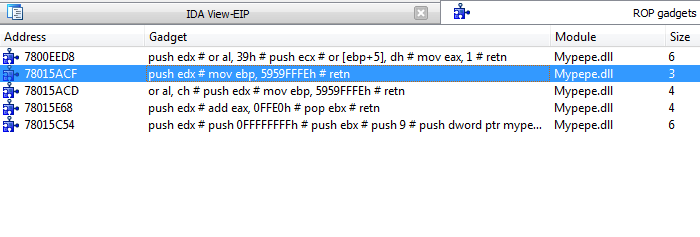 IDA View-EIP ROP gadgets
Address Gadget Module Size
7800EED8 push edx # or al, 39h # push ecx # or [ebp+5], dh # mov eax, 1 # retn Mypepe.dll 6
78015ACF push edx # mov ebp, 5959FFFEh # retn Mypepe.dll 3
78015ACD or al, ch # push edx # mov ebp, 5959FFFEh # retn Mypepe.dll 4
78015E68 push edx # add eax, 0FFE0h # pop ebx # retn Mypepe.dll 4
78015C54 push edx # push 0FFFFFFFFh # push ebx # push 9 # push dword ptr mype... Mypepe.dll 6